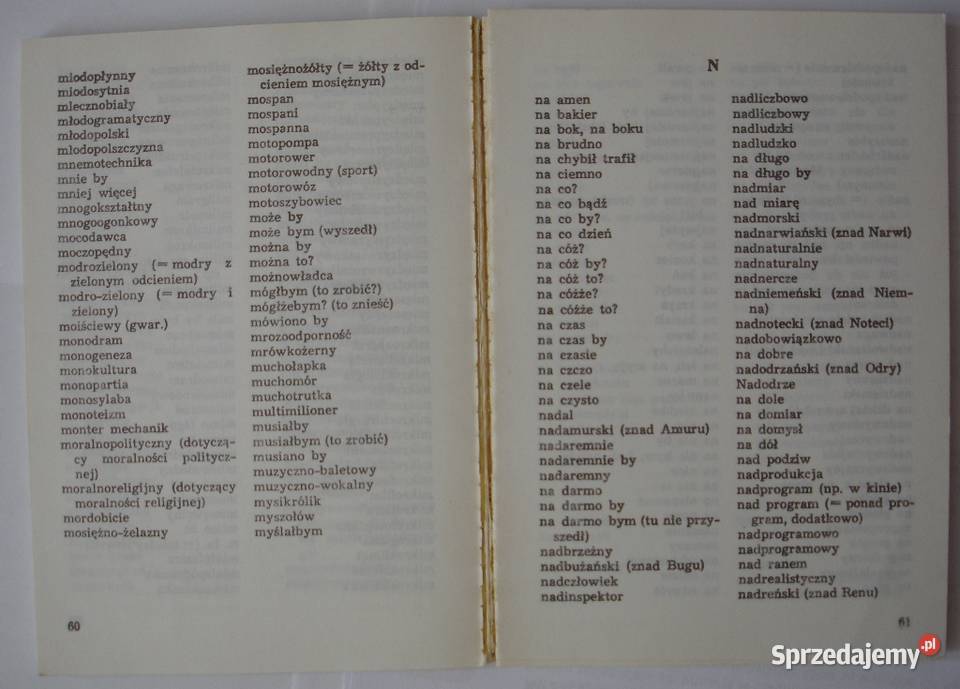 młodopłynny
miodosytnia
mlecznobiały
młodogramatyczny
młodopolski
młodopolszczyzna
mnemotechnika
mnie by
mniej więcej
mnogokształtny
mnogoogonkowy
mocodawca
moczopędny
modrozielony (= modry z
zielonym odcieniem)
modro-zielony (= modry i
zielony)
moiściewy (gwar.)
monodram
monogeneza
monokultura
monopartia
monosylaba
monoteizm
monter mechanik
moralnopolityczny (dotyczą-
cy moralności politycz-
nej)
moralnoreligijny (dotyczący
moralności religijnej)
mordobicie
mosiężno-żelazny
mosiężnożółty (= żółty z od-
cieniem mosiężnym)
mospan
mospani
mospanna
motopompa
motorower
motorowodny (sport)
motorowóz
motoszybowiec
może by
może bym (wyszedł)
można by
można to?
możnowładca
mógłbym (to zrobić?)
mógłżebym? (to znieść)
mówiono by
mrozoodporność
mrówkożerny
muchołapka
muchomór
muchotrutka
multimilioner
musiałby
musiałbym (to zrobić)
musiano by
muzyczno-baletowy
muzyczno-wokalny
mysikrólik
myszołów
myślałbym
60
N
na amen
na bakier
na bok, na boku
na brudno
na chybił trafił
na ciemno
na co?
na co bądź
na co by?
na co dzień
na cóż?
na cóż by?
na cóż to?
na cóżże?
na cóżże to?
na czas
na czas by
na czasie
na czczo
na czele
na czysto
nadal
nadamurski (znad Amuru)
nadaremnie
nadaremnie by
nadaremny
na darmo
na darmo by
na darmo bym (tu nie przy-
szedł)
nadbrzeżny
nadbużański (znad Bugu)
nadczłowiek
nadinspektor
nadliczbowo
nadliczbowy
nadludzki
nadludzko
na długo
na długo by
nadmiar
nad miarę
nadmorski
nadnarwiański (znad Narwi)
nadnaturalnie
nadnaturalny
nadnercze
nadniemeński (znad Niem-
na)
nadnotecki (znad Noteci)
nadobowiązkowo
na dobre
nadodrzański (znad Odry)
Nadodrze
na dole
na domiar
na domysł
na dół
nad podziw
nadprodukcja
nadprogram (np. w kinie)
nad program (= ponad pro-
gram, dodatkowo)
nadprogramowo
nadprogramowy
nad ranem
nadrealistyczny
nadreński (znad Renu)
61
Sprzedajemy.pl